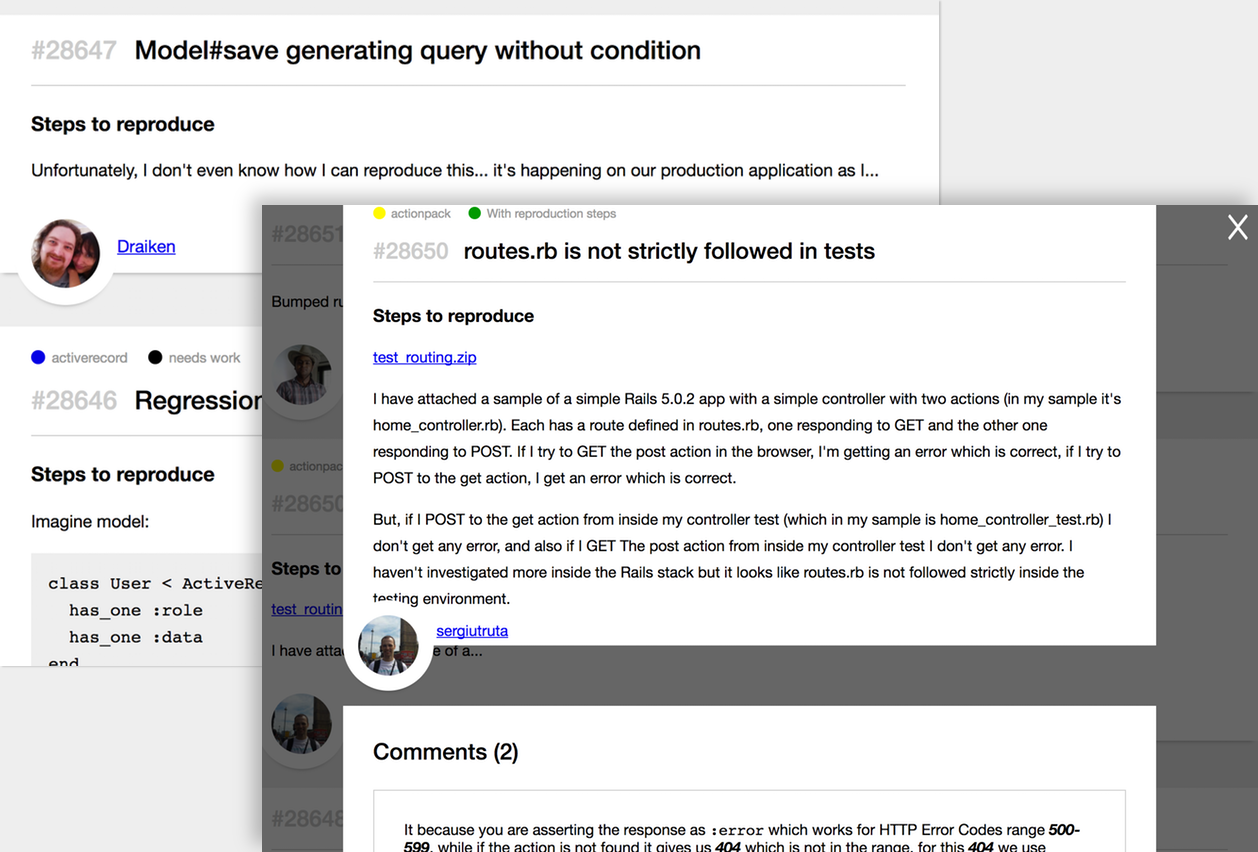 #28647 Model#save generating query without condition
Steps to reproduce
Unfortunately, I don't even know how I can reproduce this... it's happening on our production application as I...
Draiken
activerecord needs work
#28646 Regression
Steps to reproduce
Imagine model:
class User < ActiveRe
has_one :role
has_one :data
end
#28651
Bumped ru
actionpac
#28650
Steps to
test_routin
I have atta
e of a...
#28648
X
actionpack With reproduction steps
#28650 routes.rb is not strictly followed in tests
Steps to reproduce
test_routing.zip
I have attached a sample of a simple Rails 5.0.2 app with a simple controller with two actions (in my sample it's
home_controller.rb). Each has a route defined in routes.rb, one responding to GET and the other one
responding to POST. If I try to GET the post action in the browser, I'm getting an error which is correct, if I try to
POST to the get action, I get an error which is correct.
But, if I POST to the get action from inside my controller test (which in my sample is home_controller_test.rb) I
don't get any error, and also if I GET The post action from inside my controller test I don't get any error. I
haven't investigated more inside the Rails stack but it looks like routes.rb is not followed strictly inside the
testing environment.
sergiutruta
Comments (2)
It because you are asserting the response as :error which works for HTTP Error Codes range 500-
599, while if the action is not found it gives us 404 which is not in the range, for this 404 we use